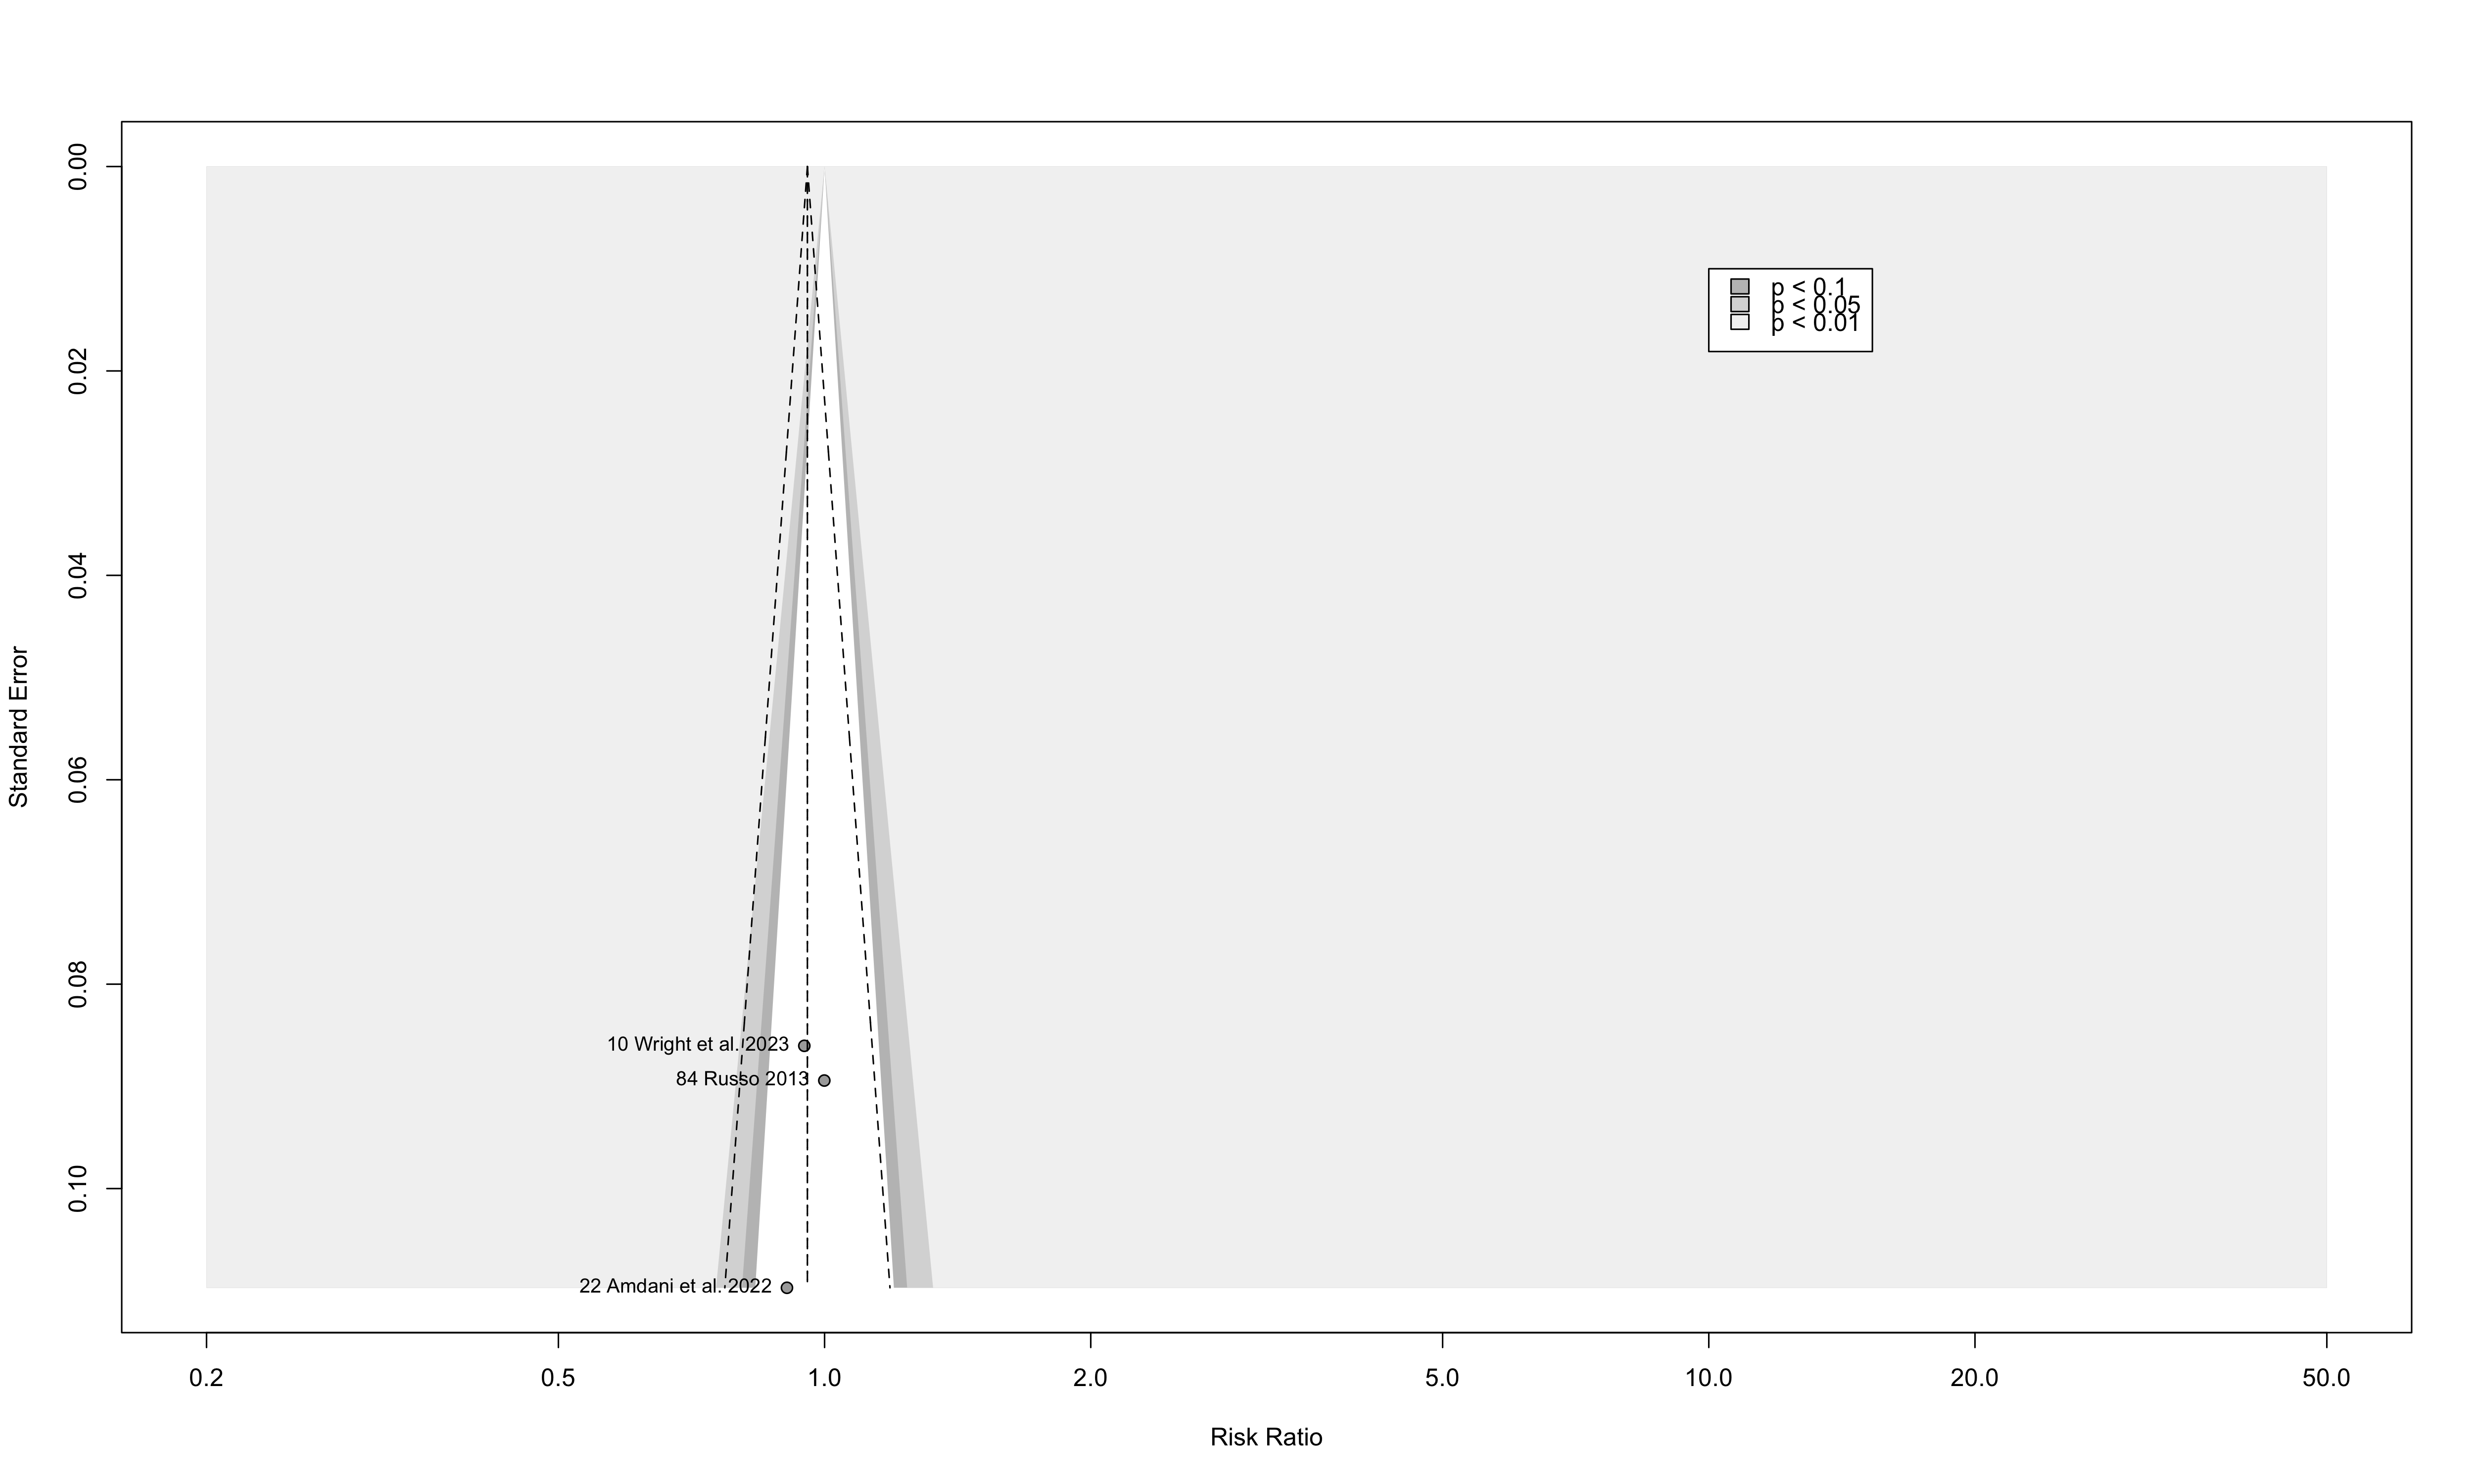 0.00
0.02
0.04
0.06
0.08
0.10
Standard Error
p < 0.1
p < 0.05
p < 0.01
10 Wright et al. 2023
84 Russo 2013
22 Amdani et al. 2022
0.2 0.5 1.0 2.0 5.0 10.0 20.0 50.0
Risk Ratio